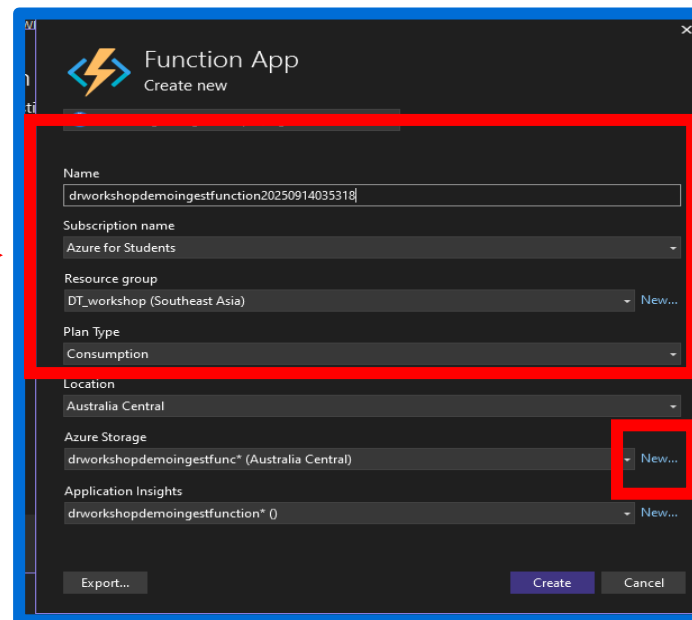 Function App
Create new
Name
drworkshopdemoingestfunction20250914035318
Subscription name
Azure for Students
Resource group
DT_workshop (Southeast Asia)
New...
Plan Type
Consumption
Location
Australia Central
Azure Storage
drworkshopdemoingestfunc* (Australia Central)
New...
Application Insights
drworkshopdemoingestfunction* ()
New...
Export...
Create
Cancel